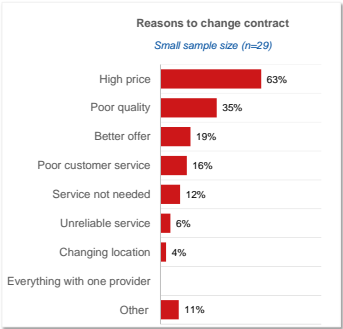 Reasons to change contract
Small sample size (n=29)
High price 63%
Poor quality 35%
Better offer 19%
Poor customer service 16%
Service not needed 12%
Unreliable service 6%
Changing location 4%
Everything with one provider
Other 11%